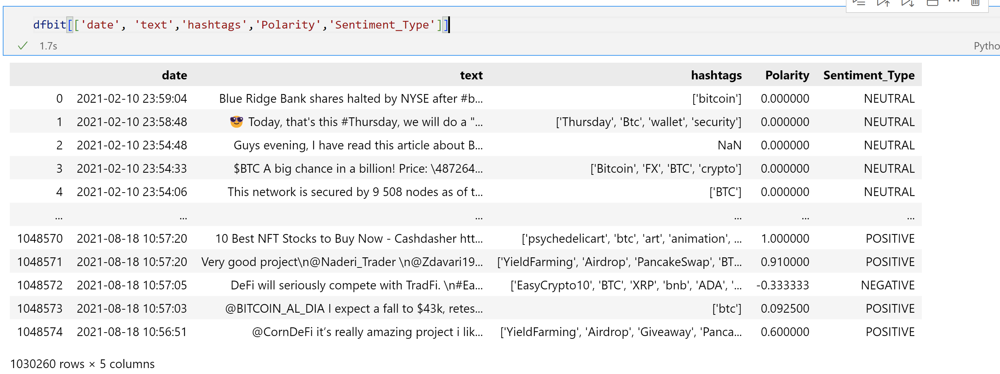 dfbit[['date', 'text','hashtags','Polarity','Sentiment_Type']]
1.7s
Pytho
date text hashtags Polarity Sentiment_Type
0 2021-02-10 23:59:04 Blue Ridge Bank shares halted by NYSE after #b... ['bitcoin'] 0.000000 NEUTRAL
1 2021-02-10 23:58:48 😎 Today, that's this #Thursday, we will do a "... ['Thursday', 'Btc', 'wallet', 'security'] 0.000000 NEUTRAL
2 2021-02-10 23:54:48 Guys evening, I have read this article about B... NaN 0.000000 NEUTRAL
3 2021-02-10 23:54:33 $BTC A big chance in a billion! Price: \487264... ['Bitcoin', 'FX', 'BTC', 'crypto'] 0.000000 NEUTRAL
4 2021-02-10 23:54:06 This network is secured by 9 508 nodes as of t... ['BTC'] 0.000000 NEUTRAL
... ... ... ... ... ...
1048570 2021-08-18 10:57:20 10 Best NFT Stocks to Buy Now - Cashdasher htt... ['psychedelicart', 'btc', 'art', 'animation', ... 1.000000 POSITIVE
1048571 2021-08-18 10:57:20 Very good project\n@Naderi_Trader \n@Zdavari19... ['YieldFarming', 'Airdrop', 'PancakeSwap', 'BT... 0.910000 POSITIVE
1048572 2021-08-18 10:57:05 DeFi will seriously compete with TradFi. \n#Ea... ['EasyCrypto10', 'BTC', 'XRP', 'bnb', 'ADA', '... -0.333333 NEGATIVE
1048573 2021-08-18 10:57:03 @BITCOIN_AL_DIA I expect a fall to $43k, retes... ['btc'] 0.092500 POSITIVE
1048574 2021-08-18 10:56:51 @CornDeFi it’s really amazing project i lik... ['YieldFarming', 'Airdrop', 'Giveaway', 'Panca... 0.600000 POSITIVE
1030260 rows × 5 columns